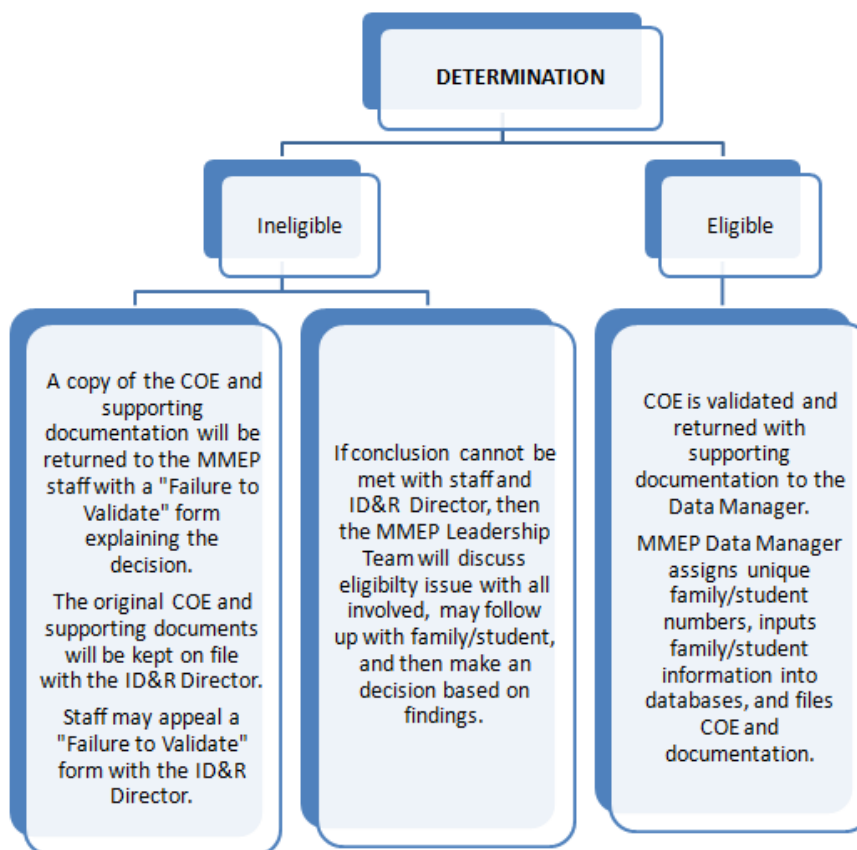 DETERMINATION
Ineligible
Eligible
A copy of the COE and
supporting
documentation will be
returned to the MMEP
staff with a "Failure to
Validate" form
explaining the
decision.
The original COE and
supporting documents
will be kept on file
with the ID&R Director.
Staff may appeal a
"Failure to Validate"
form with the ID&R
Director.
If conclusion cannot be
met with staff and
ID&R Director, then
the MMEP Leadership
Team will discuss
eligibilty issue with all
involved, may follow
up with family/student,
and then make an
decision based on
findings.
COE is validated and
returned with
supporting
documentation to the
Data Manager.
MMEP Data Manager
assigns unique
family/student
numbers, inputs
family/student
information into
databases, and files
COE and
documentation.